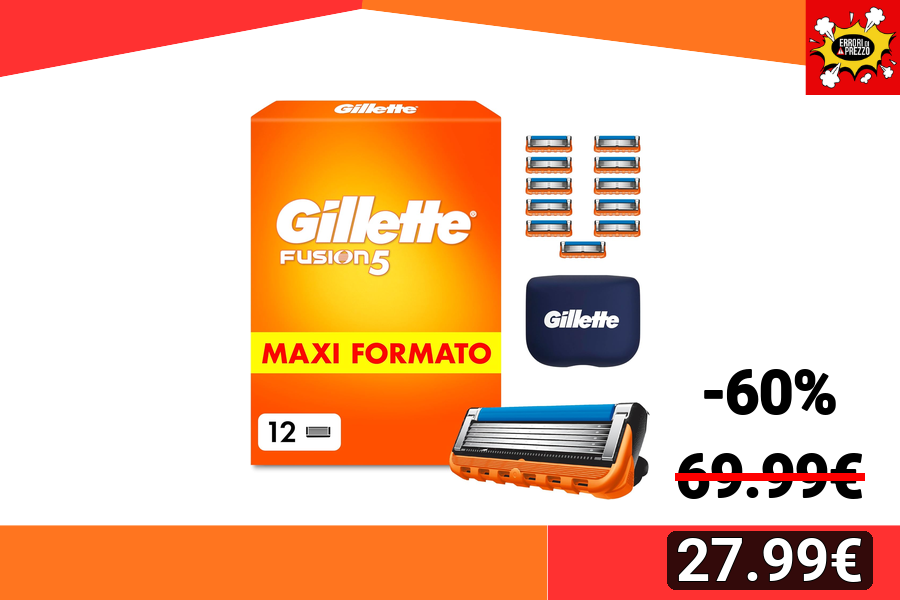 ERRORI DI
PREZZO
Gillette
Gillette®
FUSION5
MAXI FORMATO
12
Gillette
-60%
69.99€
27.99€